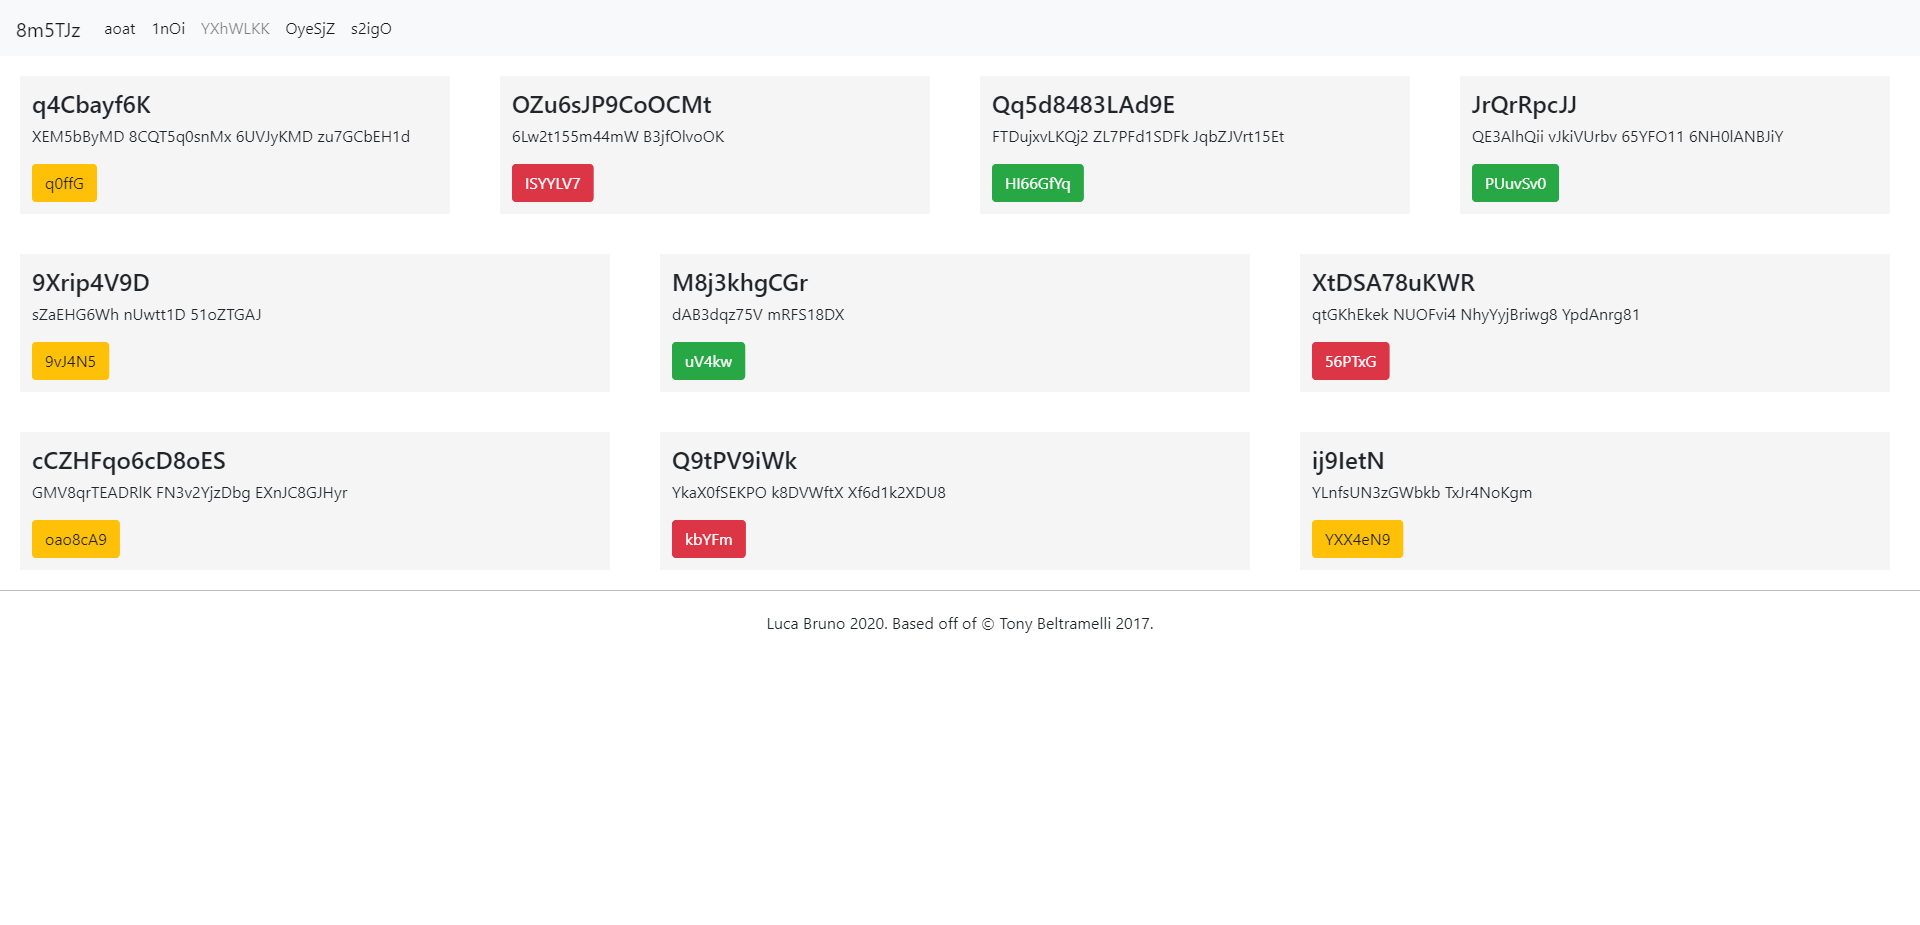 8m5TJz aoat 1nOi YXhWLKK OyeSjZ s2igO
q4Cbayf6K
XEM5bByMD 8CQT5q0snMx 6UVJyKMD zu7GCbEH1d
q0ffG
OZu6sJP9CoOCMt
6Lw2t155m44mW B3jfOlvoOK
ISYYLV7
Qq5d8483LAd9E
FTDujxvLKQj2 ZL7PFd1SDFk JqbZJVrt15Et
HI66GfYq
JrQrRpcJJ
QE3AlhQii vJkiVUrbv 65YFO11 6NH0lANBJiY
PUuvSv0
9Xrip4V9D
sZaEHG6Wh nUwtt1D 51oZTGAJ
9vJ4N5
M8j3khgCGr
dAB3dqz75V mRFS18DX
uV4kw
XtDSA78uKWR
qtGKhEkek NUOFvi4 NhyYyjBriwg8 YpdAnrg81
56PTxG
cCZHFqo6cD8oES
GMV8qrTEADRlK FN3v2YjzDbg EXnJC8GJHyr
oao8cA9
Q9tPV9iWk
YkaX0fSEKPO k8DVWftX Xf6d1k2XDU8
kbYFm
ij9IetN
YLnfsUN3zGWbkb TxJr4NoKgm
YXX4eN9
Luca Bruno 2020. Based off of © Tony Beltramelli 2017.